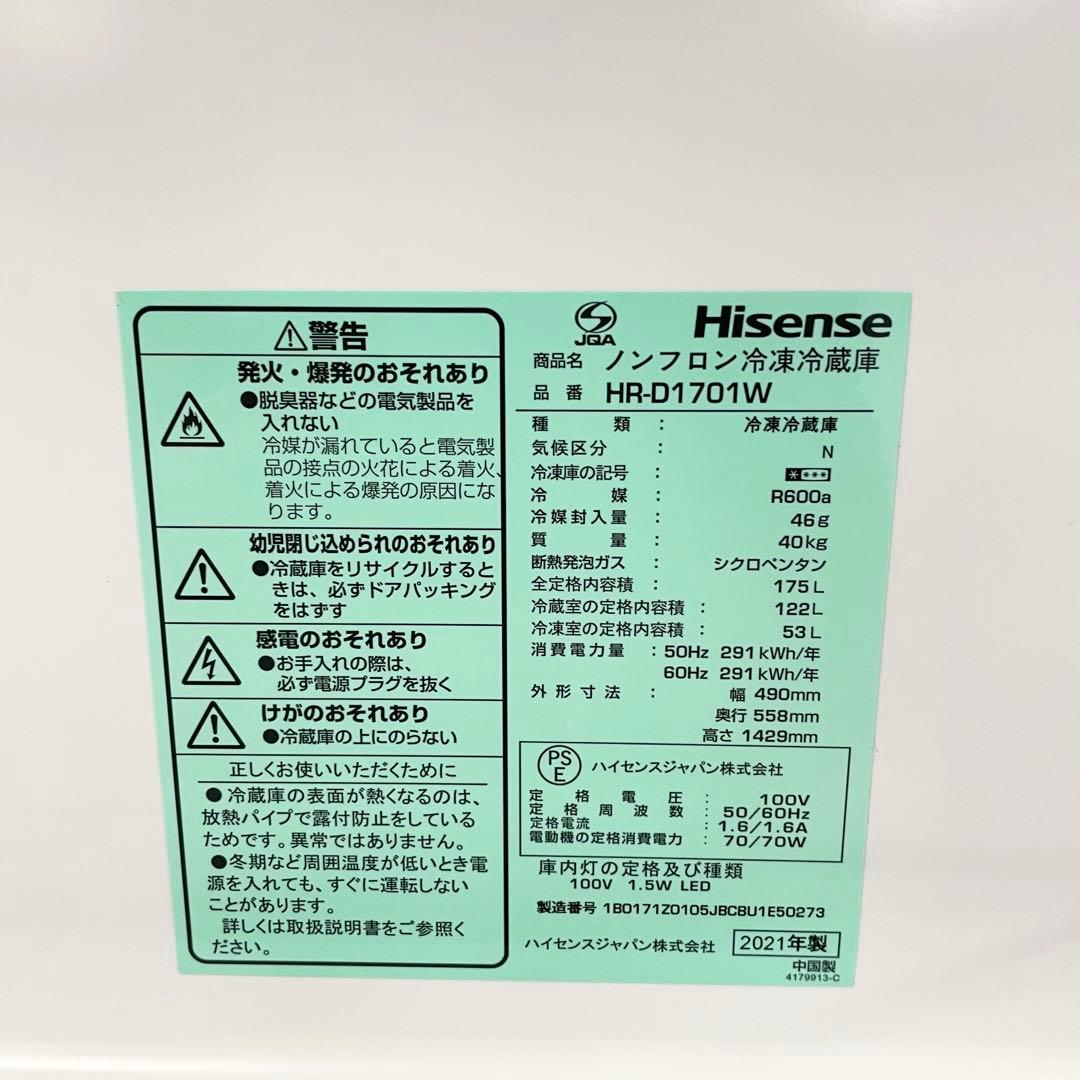 ⚠警告
発火・爆発のおそれあり
●脱臭器などの電気製品を
入れない
冷媒が漏れていると電気製
品の接点の火花による着火、
着火による爆発の原因にな
ります。
幼児閉じ込められのおそれあり
●冷蔵庫をリサイクルすると
きは、必ずドアパッキング
をはずす
感電のおそれあり
●お手入れの際は、
必ず電源プラグを抜く
けがのおそれあり
●冷蔵庫の上にのらない
正しくお使いいただくために
●冷蔵庫の表面が熱くなるのは、
放熱パイプで露付防止をしている
ためです。異常ではありません。
●冬期など周囲温度が低いとき電
源を入れても、すぐに運転しない
ことがあります。
詳しくは取扱説明書をご参照く
ださい。
JQA
Hisense
商品名 ノンフロン冷凍冷蔵庫
品番 HR-D1701W
種類 : 冷凍冷蔵庫
気候区分 : N
冷凍庫の記号 : ****
冷媒 : R600a
冷媒封入量 : 46g
質量 : 40kg
断熱発泡ガス : シクロペンタン
全定格内容積 : 175L
冷蔵室の定格内容積 : 122L
冷凍室の定格内容積 : 53L
消費電力量 : 50Hz 291kWh/年
60Hz 291kWh/年
外形寸法 : 幅 490mm
奥行 558mm
高さ 1429mm
PSE ハイセンスジャパン株式会社
定格電圧 : 100V
定格周波数 : 50/60Hz
定格電流 : 1.6/1.6A
電動機の定格消費電力 : 70/70W
庫内灯の定格及び種類
100V 1.5W LED
製造番号 1B0171Z0105JBCBU1E50273
ハイセンスジャパン株式会社 2021年製
中国製
4179913-C